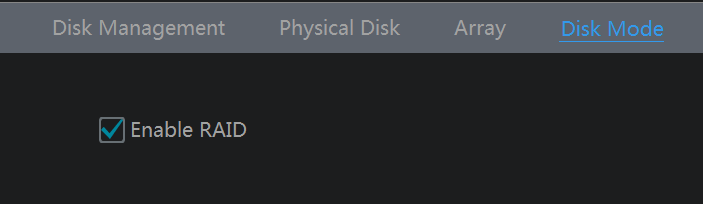 Disk Management Physical Disk Array Disk Mode
Enable RAID